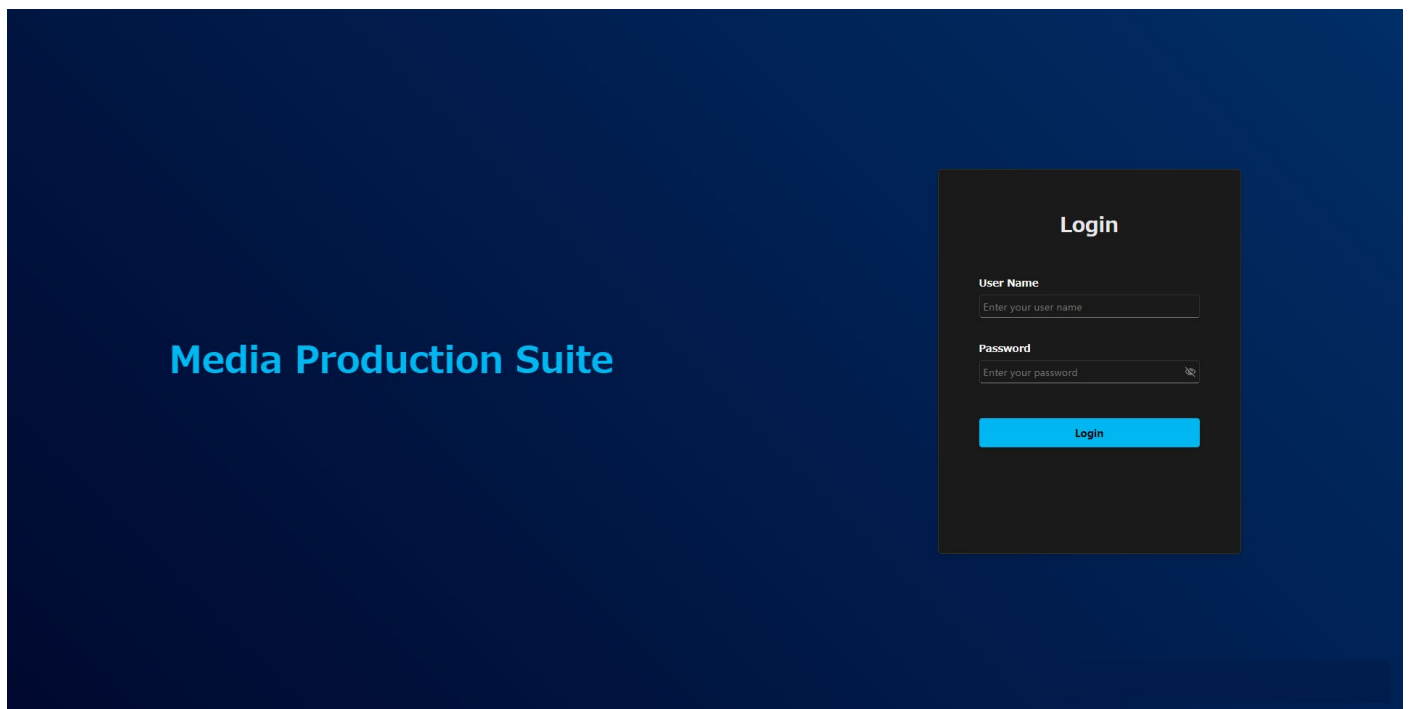 Media Production Suite
Login
User Name
Enter your user name
Password
Enter your password
Login